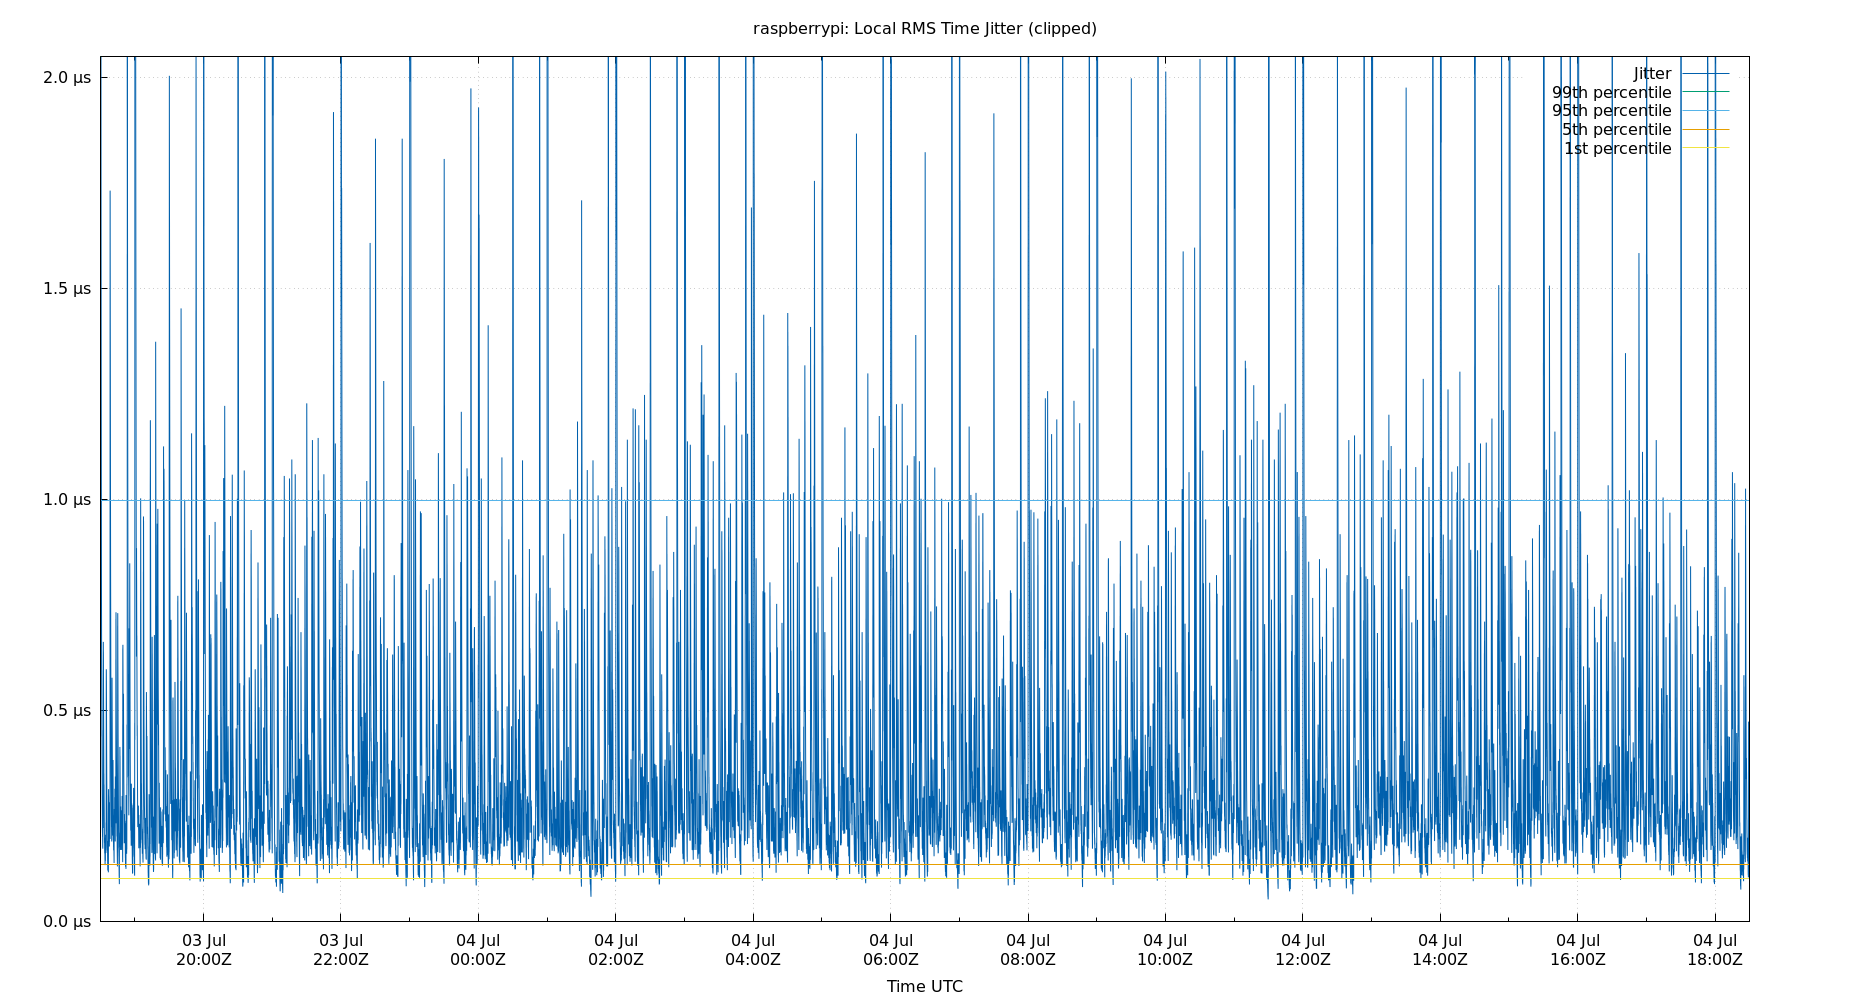 raspberrypi: Local RMS Time Jitter (clipped)
2.0 µs
1.5 µs
1.0 µs
0.5 µs
0.0 µs
Jitter
99th percentile
95th percentile
5th percentile
1st percentile
03 Jul 03 Jul 04 Jul 04 Jul 04 Jul 04 Jul 04 Jul 04 Jul 04 Jul 04 Jul 04 Jul 04 Jul
20:00Z 22:00Z 00:00Z 02:00Z 04:00Z 06:00Z 08:00Z 10:00Z 12:00Z 14:00Z 16:00Z 18:00Z
Time UTC